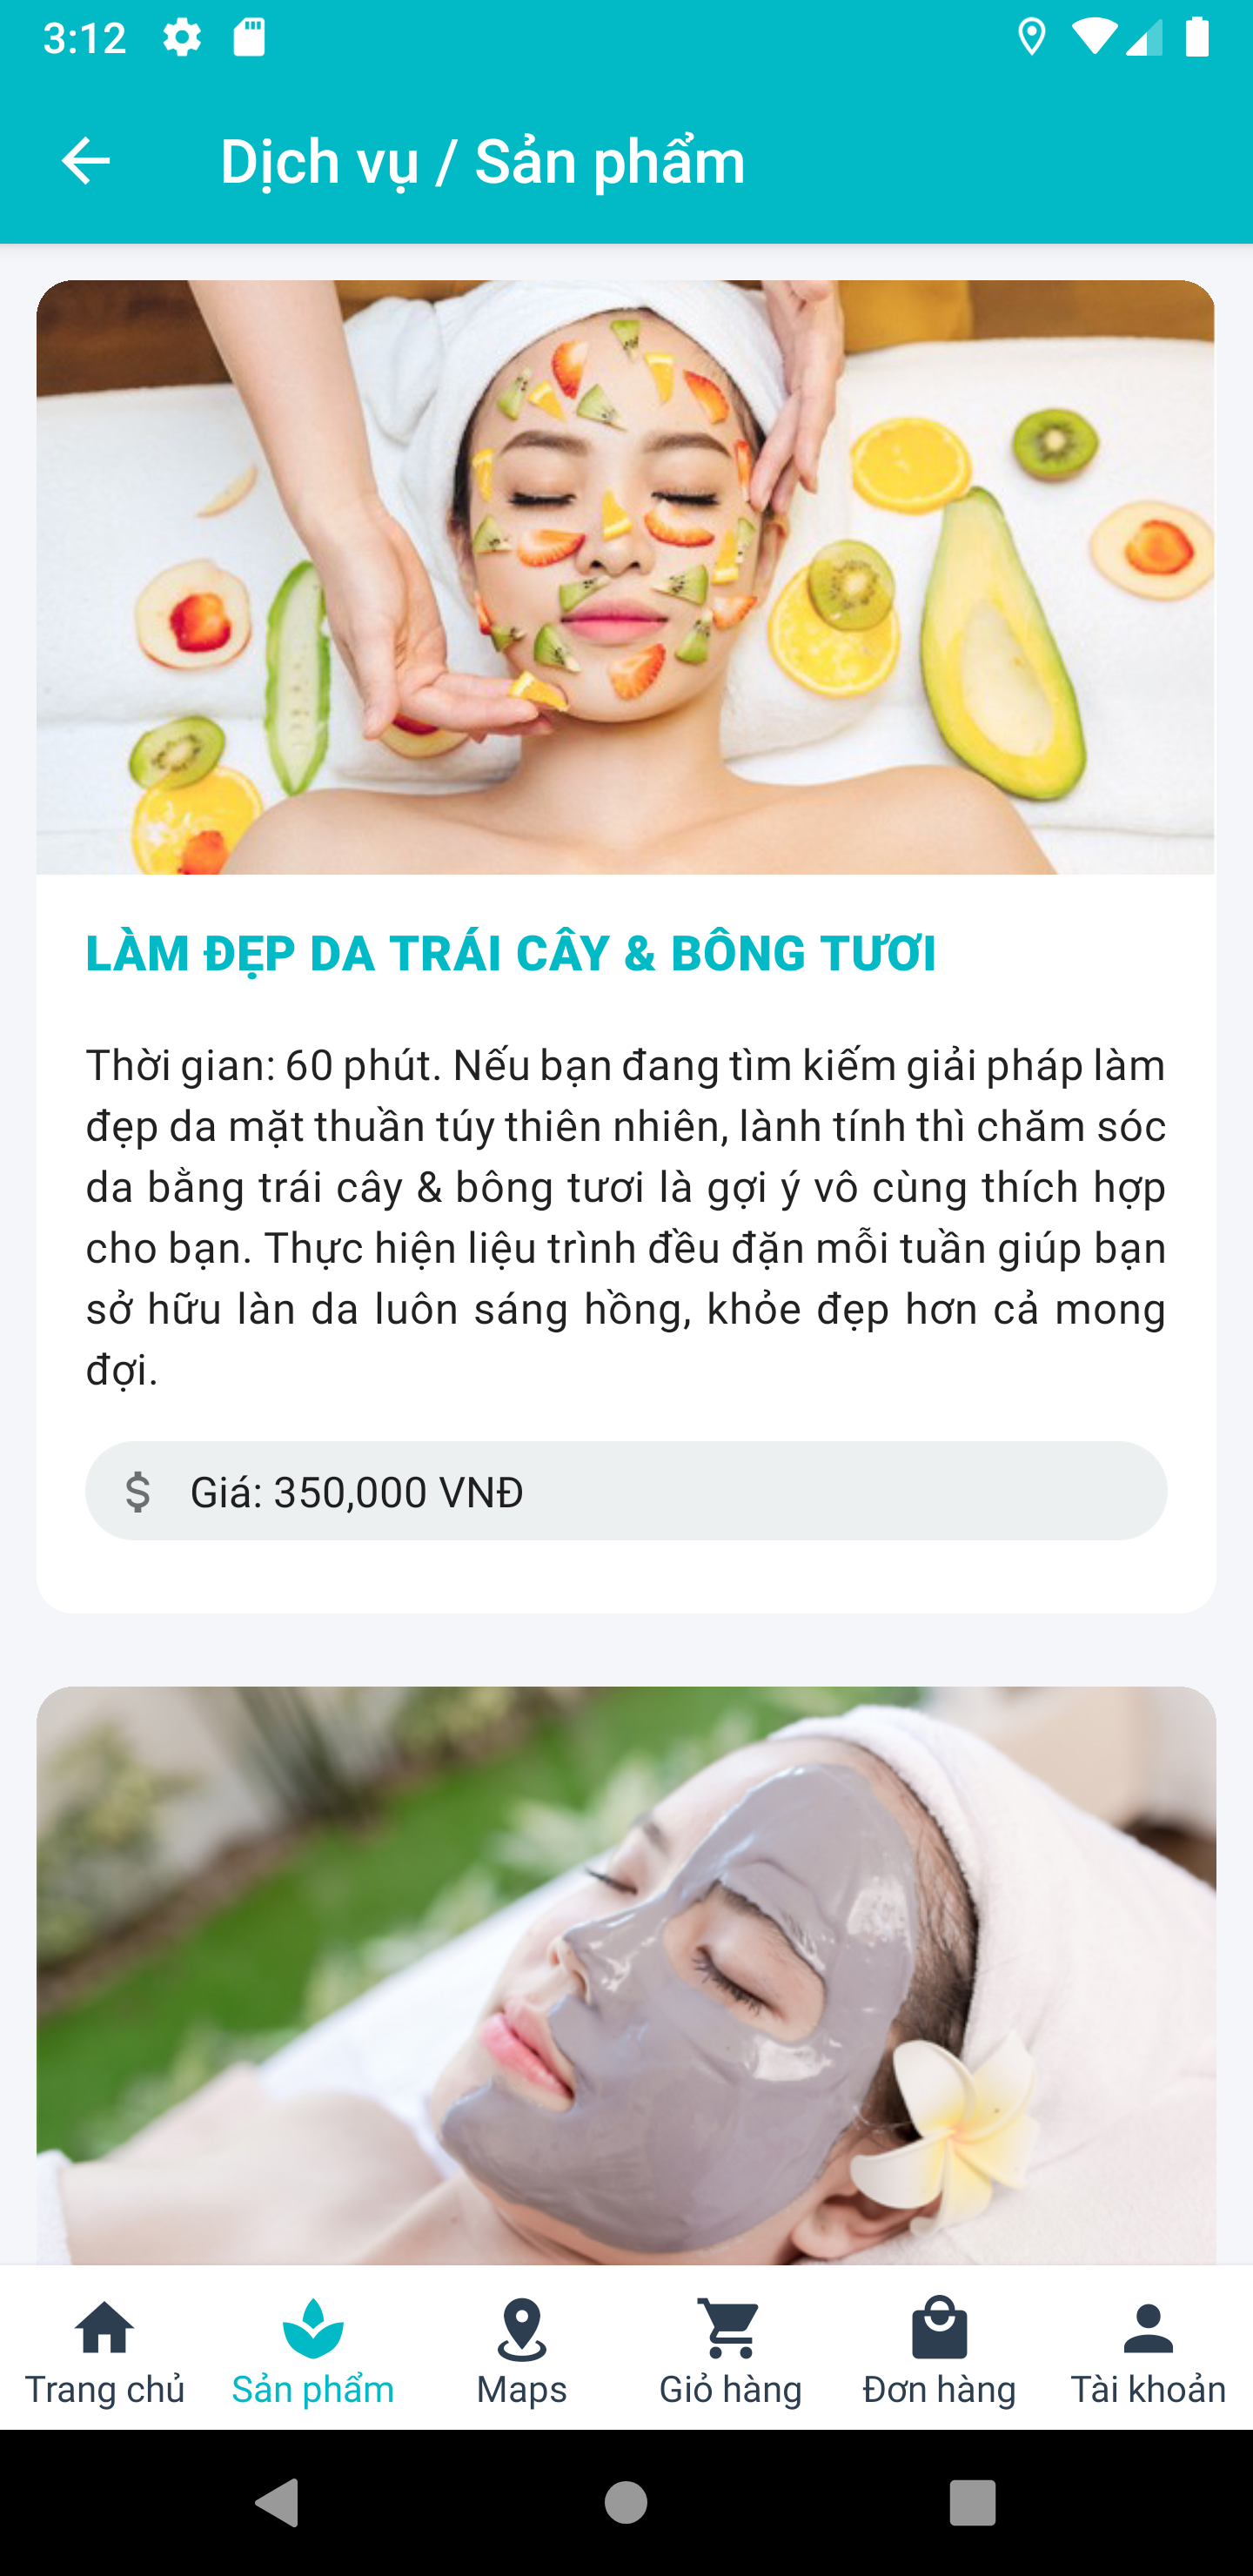 3:12
Dịch vụ / Sản phẩm
LÀM ĐẸP DA TRÁI CÂY & BÔNG TƯƠI
Thời gian: 60 phút. Nếu bạn đang tìm kiếm giải pháp làm
đẹp da mặt thuần túy thiên nhiên, lành tính thì chăm sóc
da bằng trái cây & bông tươi là gợi ý vô cùng thích hợp
cho bạn. Thực hiện liệu trình đều đặn mỗi tuần giúp bạn
sở hữu làn da luôn sáng hồng, khỏe đẹp hơn cả mong
đợi.
$ Giá: 350,000 VNĐ
Trang chủ Sản phẩm Maps Giỏ hàng Đơn hàng Tài khoản